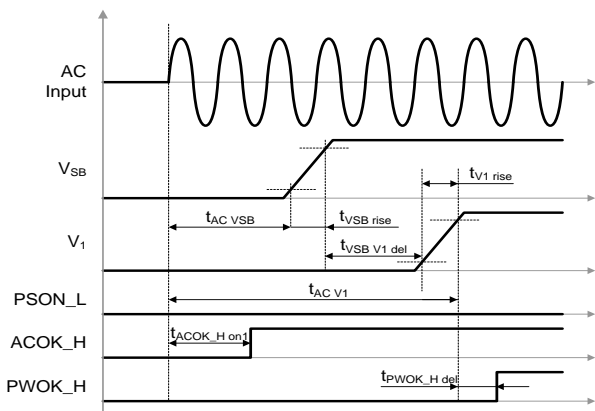 AC
Input
VSB
tV1 rise
tAC VSB
tVSB rise
V1
tVSB V1 del
tAC V1
PSON_L
tACOK_H on1
ACOK_H
tPWOK_H del
PWOK_H